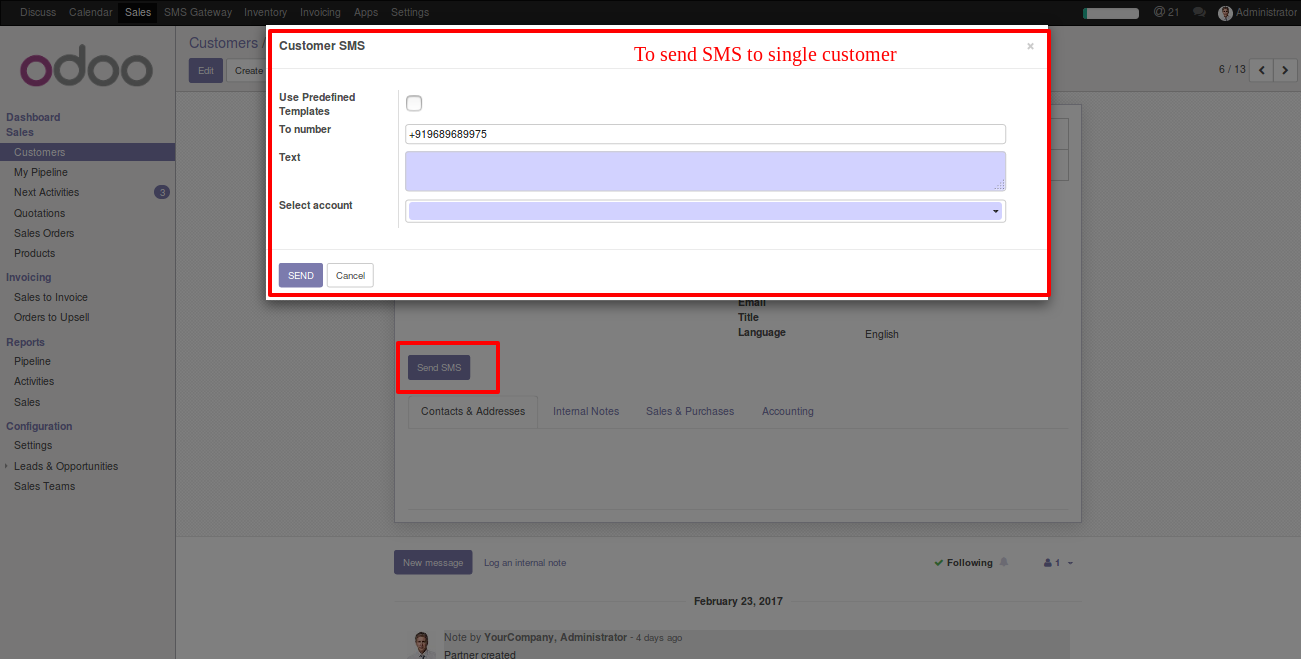 Discuss Calendar Sales SMS Gateway Inventory Invoicing Apps Settings @ 21 Administrator
odoo
Customers /
Edit Create
6 / 13
Customer SMS ×
To send SMS to single customer
Use Predefined
Templates
To number +919689689975
Text
Select account
SEND Cancel
Dashboard
Sales
Customers
My Pipeline
Next Activities 3
Quotations
Sales Orders
Products
Invoicing
Sales to Invoice
Orders to Upsell
Reports
Pipeline
Activities
Sales
Configuration
Settings
Leads & Opportunities
Sales Teams
Email
Title
Language English
Send SMS
Contacts & Addresses Internal Notes Sales & Purchases Accounting
New message Log an internal note Following 1
February 23, 2017
Note by YourCompany, Administrator - 4 days ago
Partner created